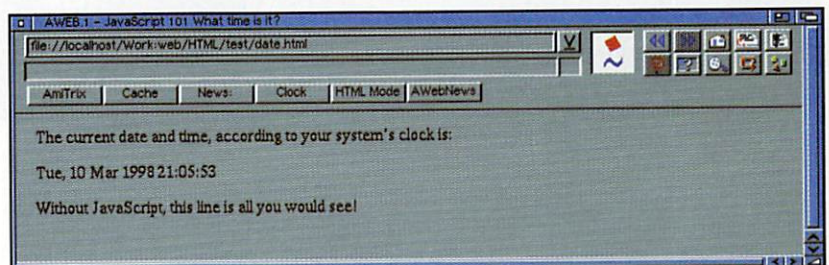 AWEB.1 – JavaScript 101 What time is it?
file://localhost/Work:web/HTML/test/date.html
AmiTrix Cache News: Clock HTML Mode AWebNews
The current date and time, according to your system's clock is:
Tue, 10 Mar 1998 21:05:53
Without JavaScript, this line is all you would see!